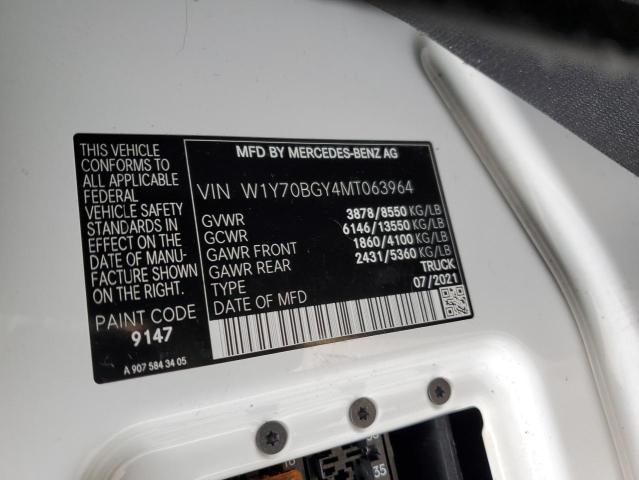 THIS VEHICLE
CONFORMS TO
ALL APPLICABLE
FEDERAL
VEHICLE SAFETY
STANDARDS IN
EFFECT ON THE
DATE OF MANU-
FACTURE SHOWN
ON THE RIGHT.
PAINT CODE
9147
A 907 584 34 05
MFD BY MERCEDES-BENZ AG
VIN W1Y70BGY4MT063964
GVWR 3878/8550 KG/LB
GCWR 6146/13550 KG/LB
GAWR FRONT 1860/4100 KG/LB
GAWR REAR 2431/5360 KG/LB
TYPE TRUCK
DATE OF MFD 07/2021
35